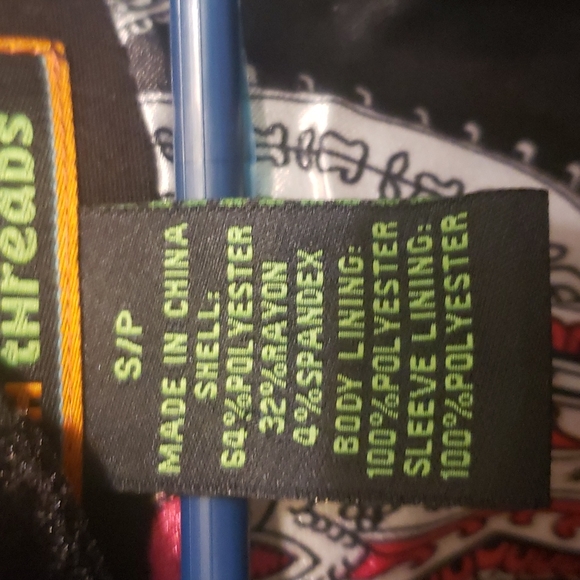 tHReaDS
S/P
MADE IN CHINA
SHELL:
64%POLYESTER
32%RAYON
4%SPANDEX
BODY LINING:
100%POLYESTER
SLEEVE LINING:
100%POLYESTER